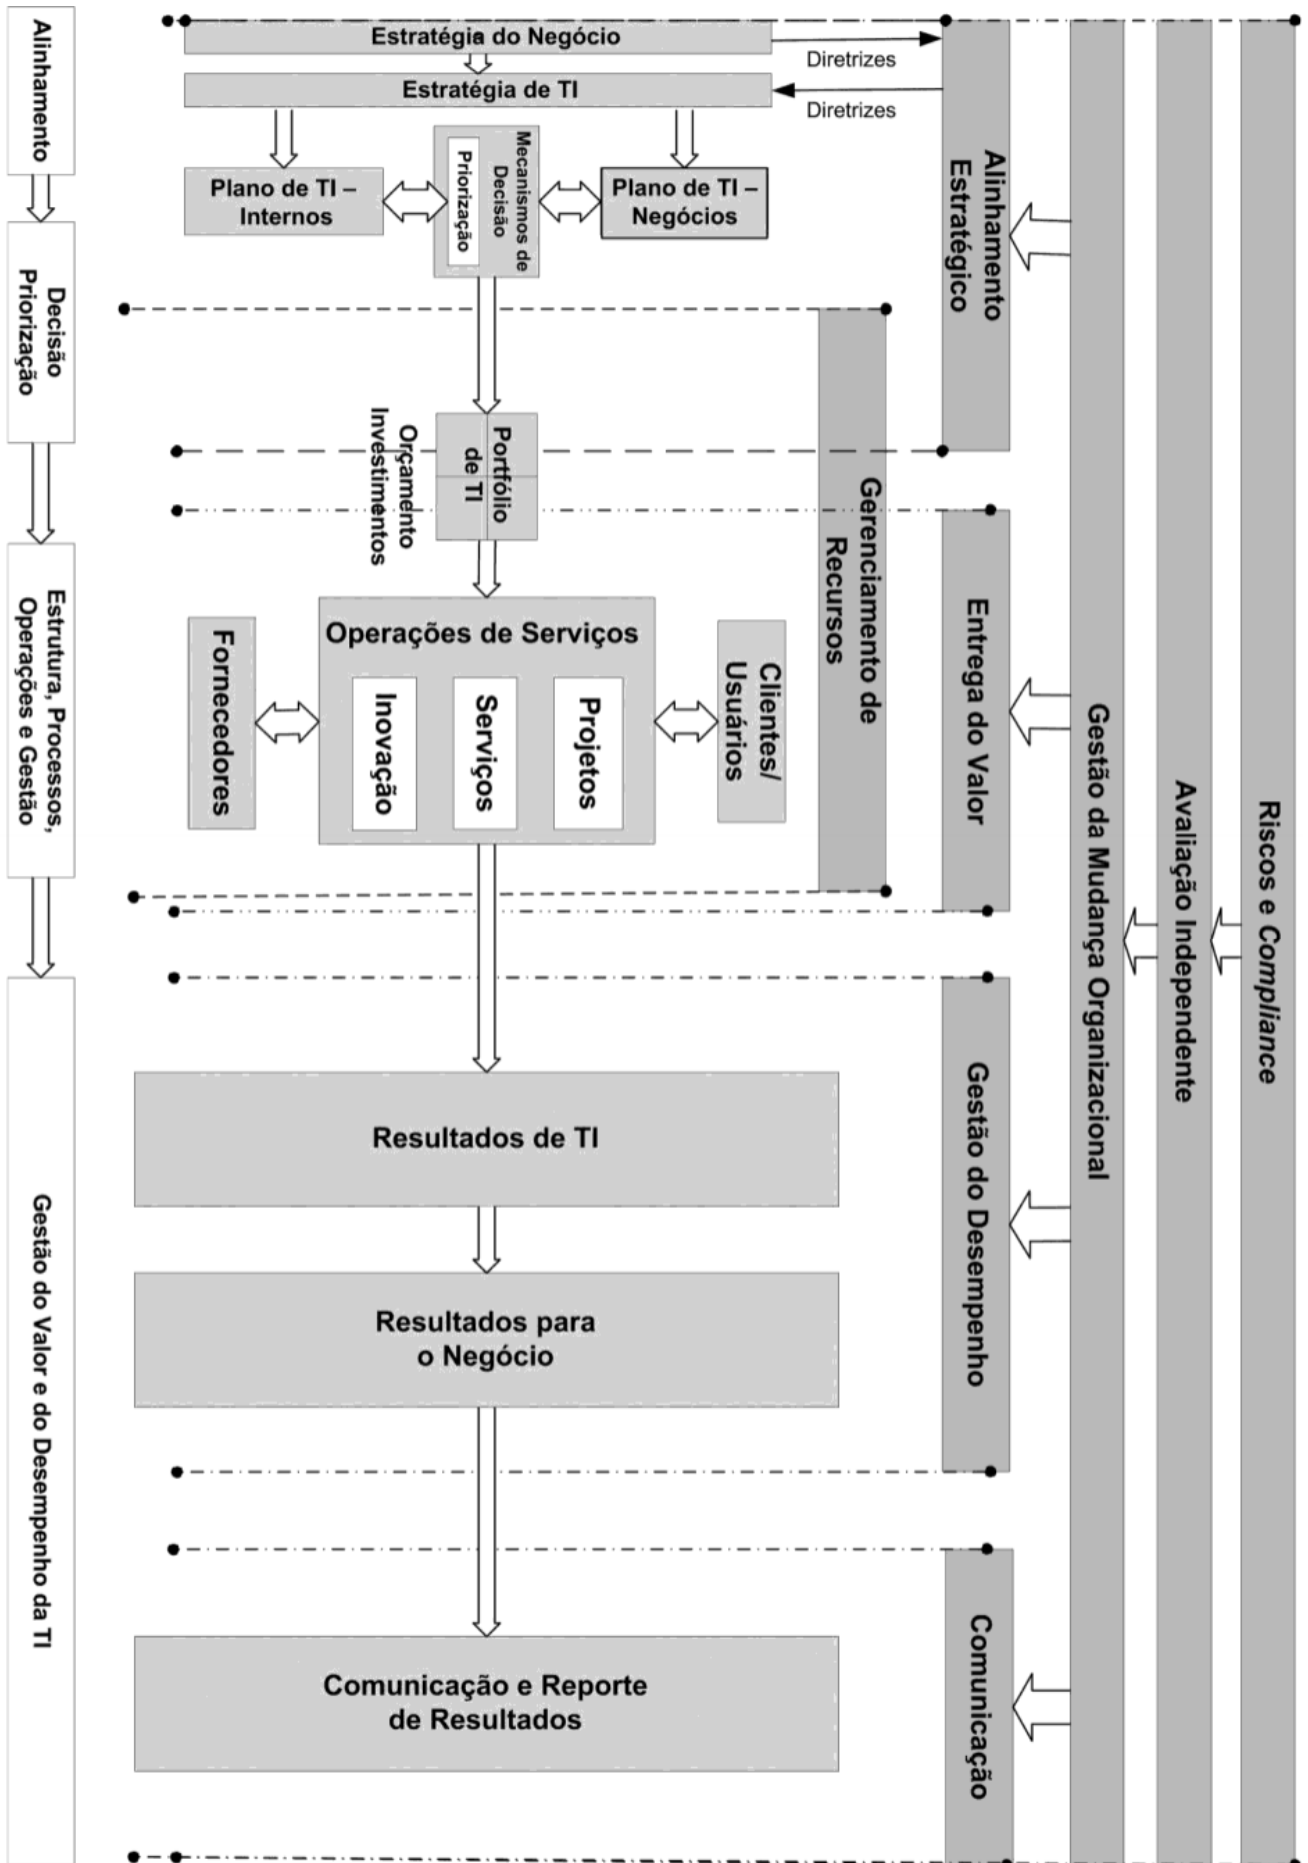 Alinhamento
Decisão
Priorização
Estrutura, Processos,
Operações e Gestão
Gestão do Valor e do Desempenho da TI
Estratégia do Negócio
Diretrizes
Estratégia de TI
Diretrizes
Plano de TI –
Internos
Mecanismos de
Decisão
Priorização
Plano de TI –
Negócios
Portfólio
de TI
Orçamento
Investimentos
Operações de Serviços
Fornecedores
Inovação
Serviços
Projetos
Clientes/
Usuários
Resultados de TI
Resultados para
o Negócio
Comunicação e Reporte
de Resultados
Gerenciamento de
Recursos
Alinhamento
Estratégico
Entrega do Valor
Gestão do Desempenho
Comunicação
Gestão da Mudança Organizacional
Avaliação Independente
Riscos e Compliance